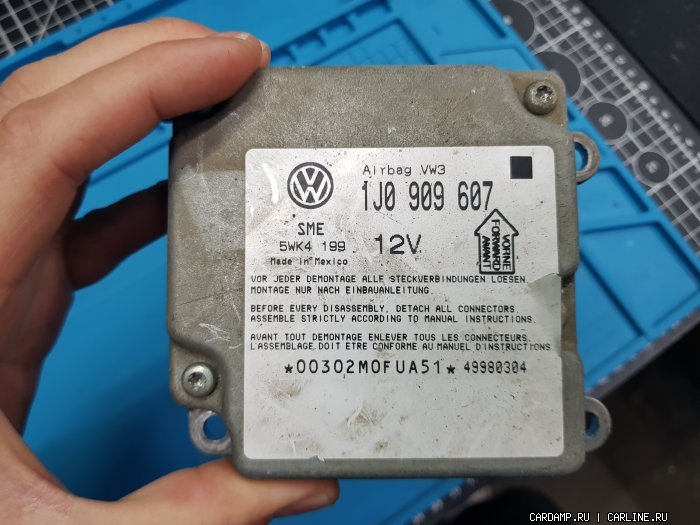 Airbag VW3
1J0 909 607
SME
5WK4 199
12V
Made in Mexico
VORNE
FORWARD
AVANT
VOR JEDER DEMONTAGE ALLE STECKVERBINDUNGEN LOESEN.
MONTAGE NUR NACH EINBAUANLEITUNG.
BEFORE EVERY DISASSEMBLY, DETACH ALL CONNECTORS.
ASSEMBLE STRICTLY ACCORDING TO MANUAL INSTRUCTIONS.
AVANT TOUT DEMONTAGE ENLEVER TOUS LES CONNECTEURS.
L'ASSEMBLAGE DOIT ETRE CONFORME AU MANUEL D'INSTRUCTIONS
*00302M0FUA51* 49980304
CARDAMP.RU | CARLINE.RU